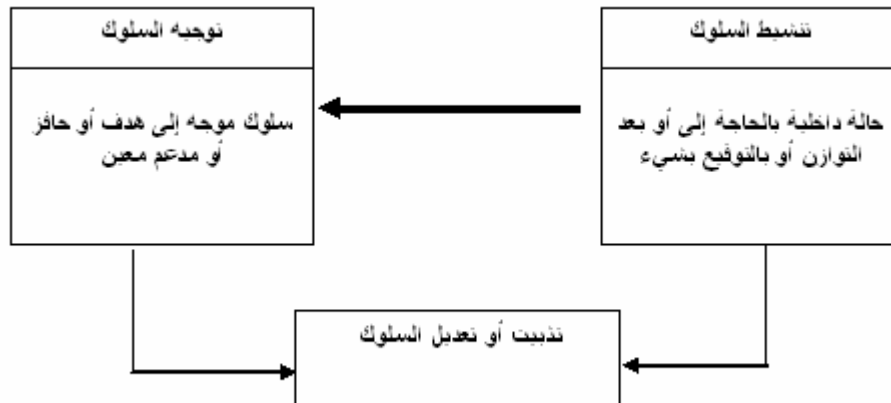 تنشيط السلوك
حالة داخلية بالحاجة إلى أو بعد
التوازن أو بالتوقيع بشيء
توجيه السلوك
سلوك موجه إلى هدف أو حافز
أو مدعم معين
تثبيت أو تعديل السلوك